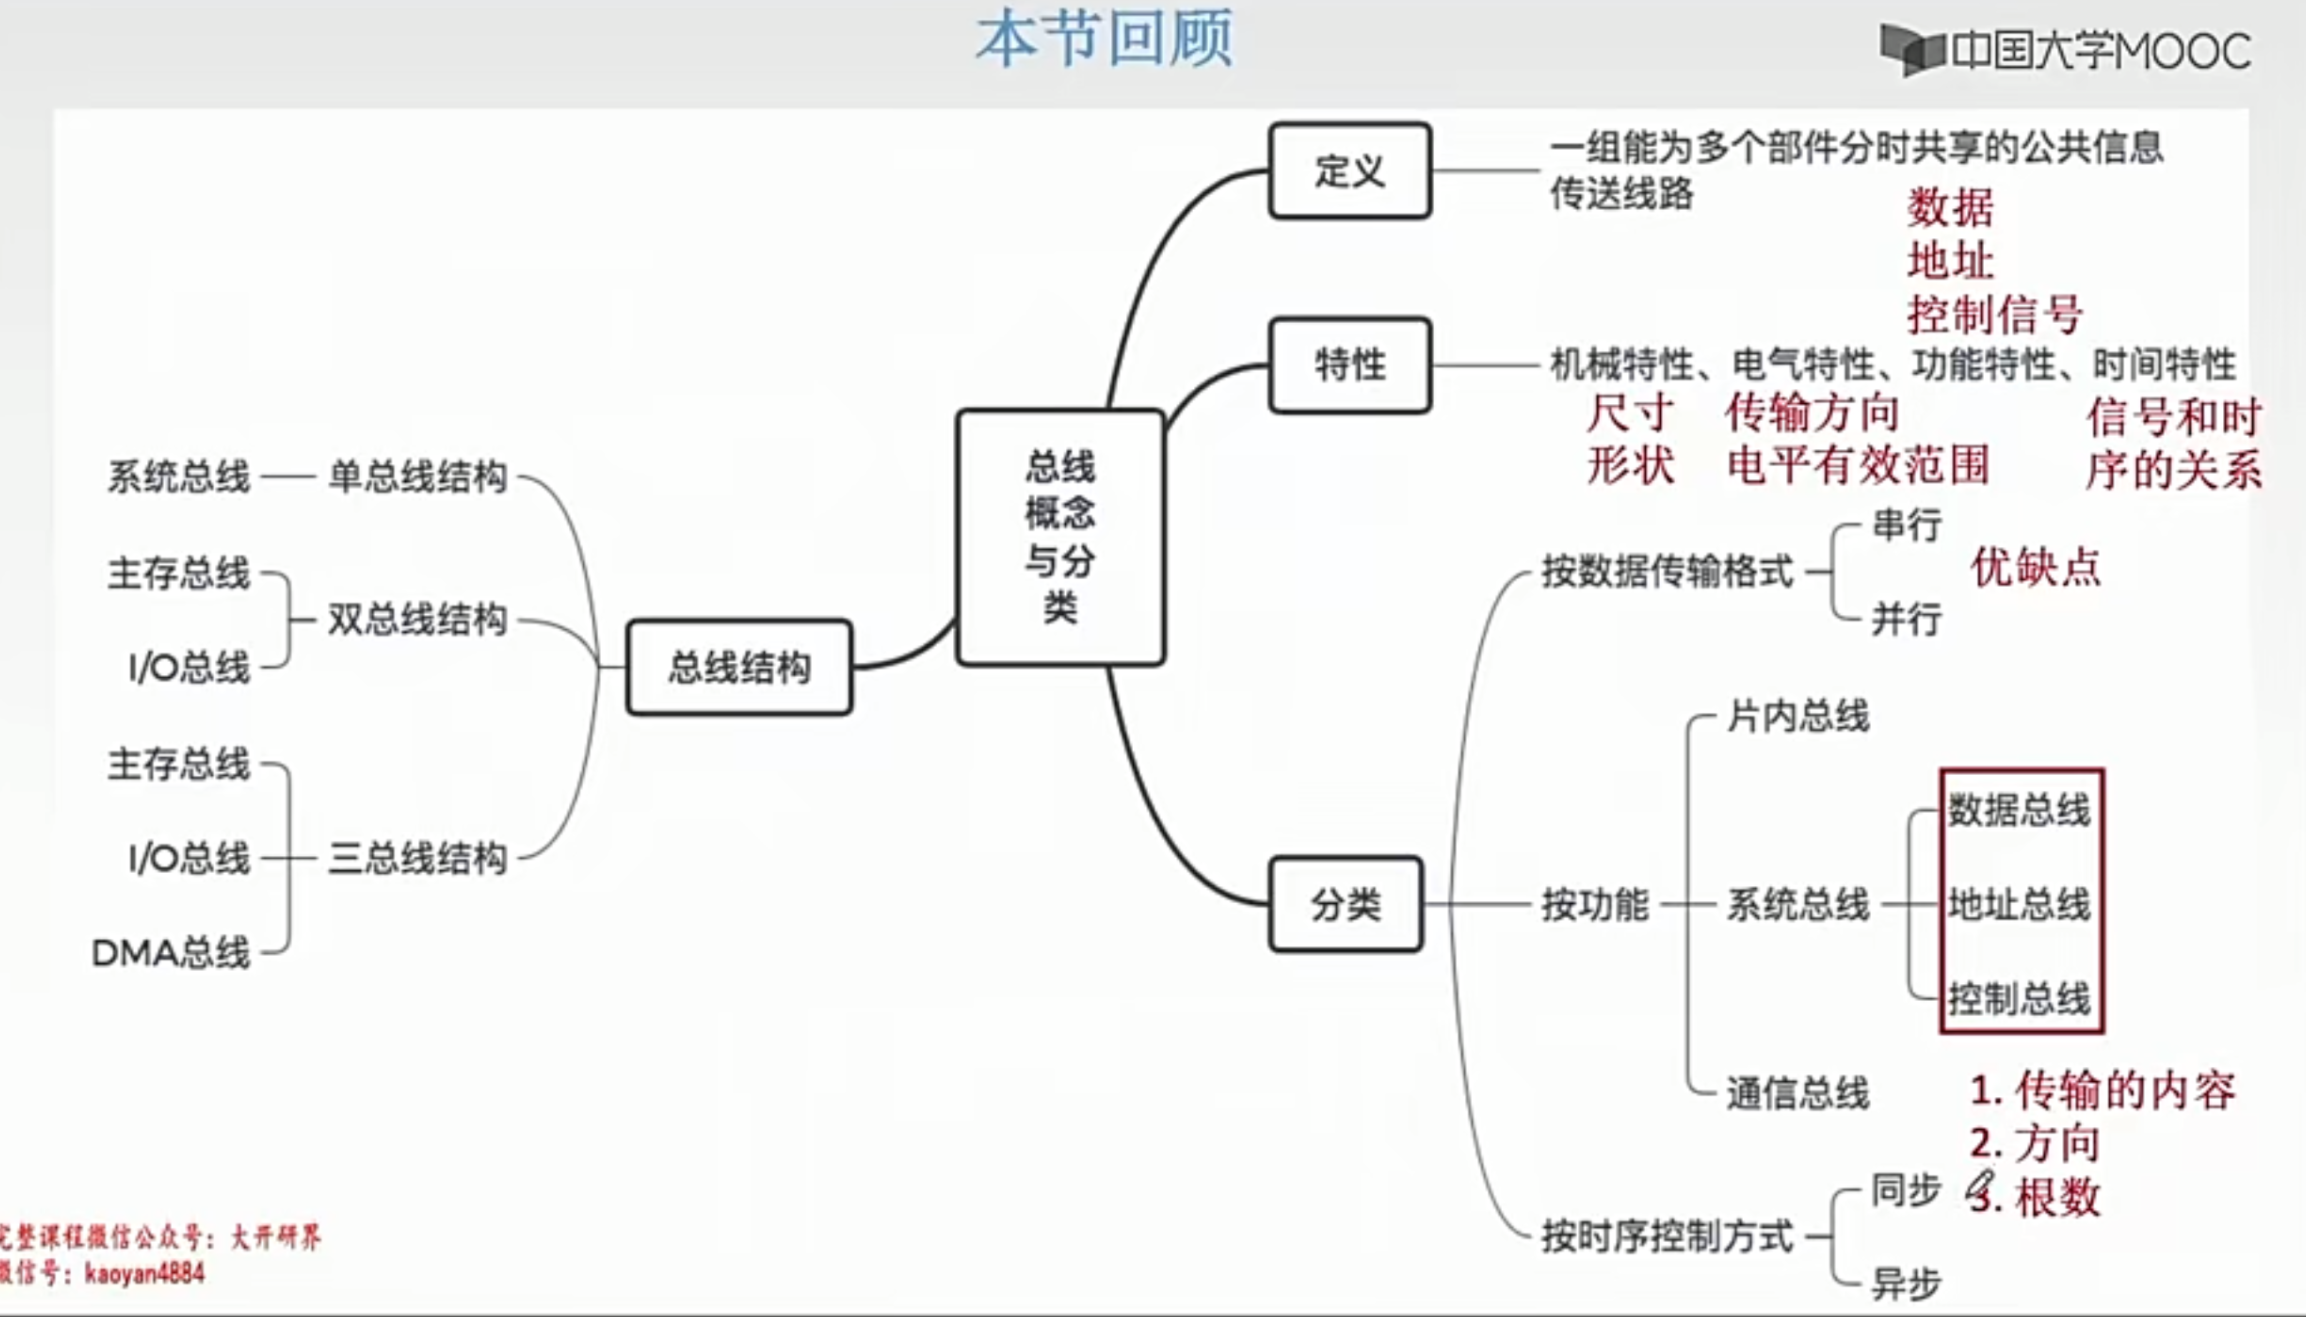 本节回顾
中国大学MOOC
定义
一组能为多个部件分时共享的公共信息
传送线路
数据
地址
控制信号
特性
机械特性、电气特性、功能特性、时间特性
尺寸
形状
传输方向
电平有效范围
信号和时
序的关系
总线
概念
与分
类
总线结构
单总线结构
系统总线
双总线结构
主存总线
I/O总线
三总线结构
主存总线
I/O总线
DMA总线
分类
按数据传输格式
串行
并行
优缺点
按功能
片内总线
系统总线
数据总线
地址总线
控制总线
通信总线
1. 传输的内容
2. 方向
3. 根数
按时序控制方式
同步
异步
完整课程微信公众号：大开研界
微信号：kaoyan4884